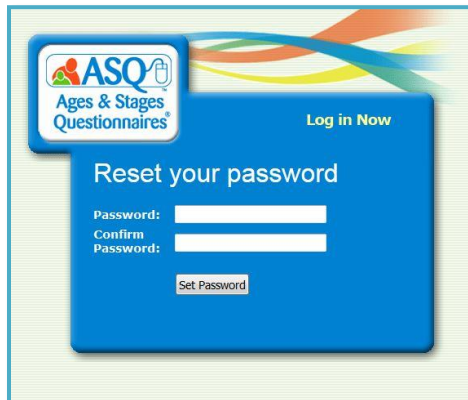 ASQ
Ages & Stages
Questionnaires®
Log in Now
Reset your password
Password:
Confirm
Password:
Set Password